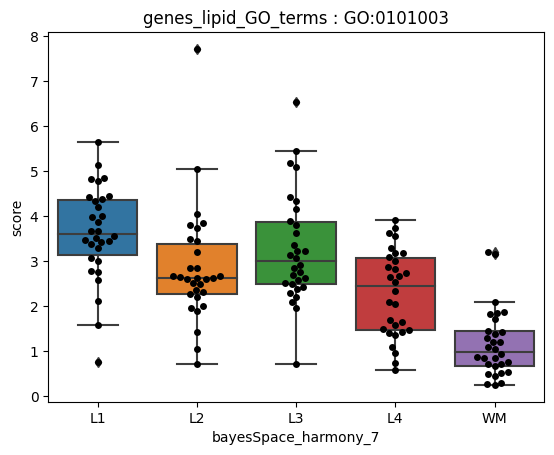 genes_lipid_GO_terms : GO:0101003
8
7
6
5
4
3
2
1
0
score
L1 L2 L3 L4 WM
bayesSpace_harmony_7